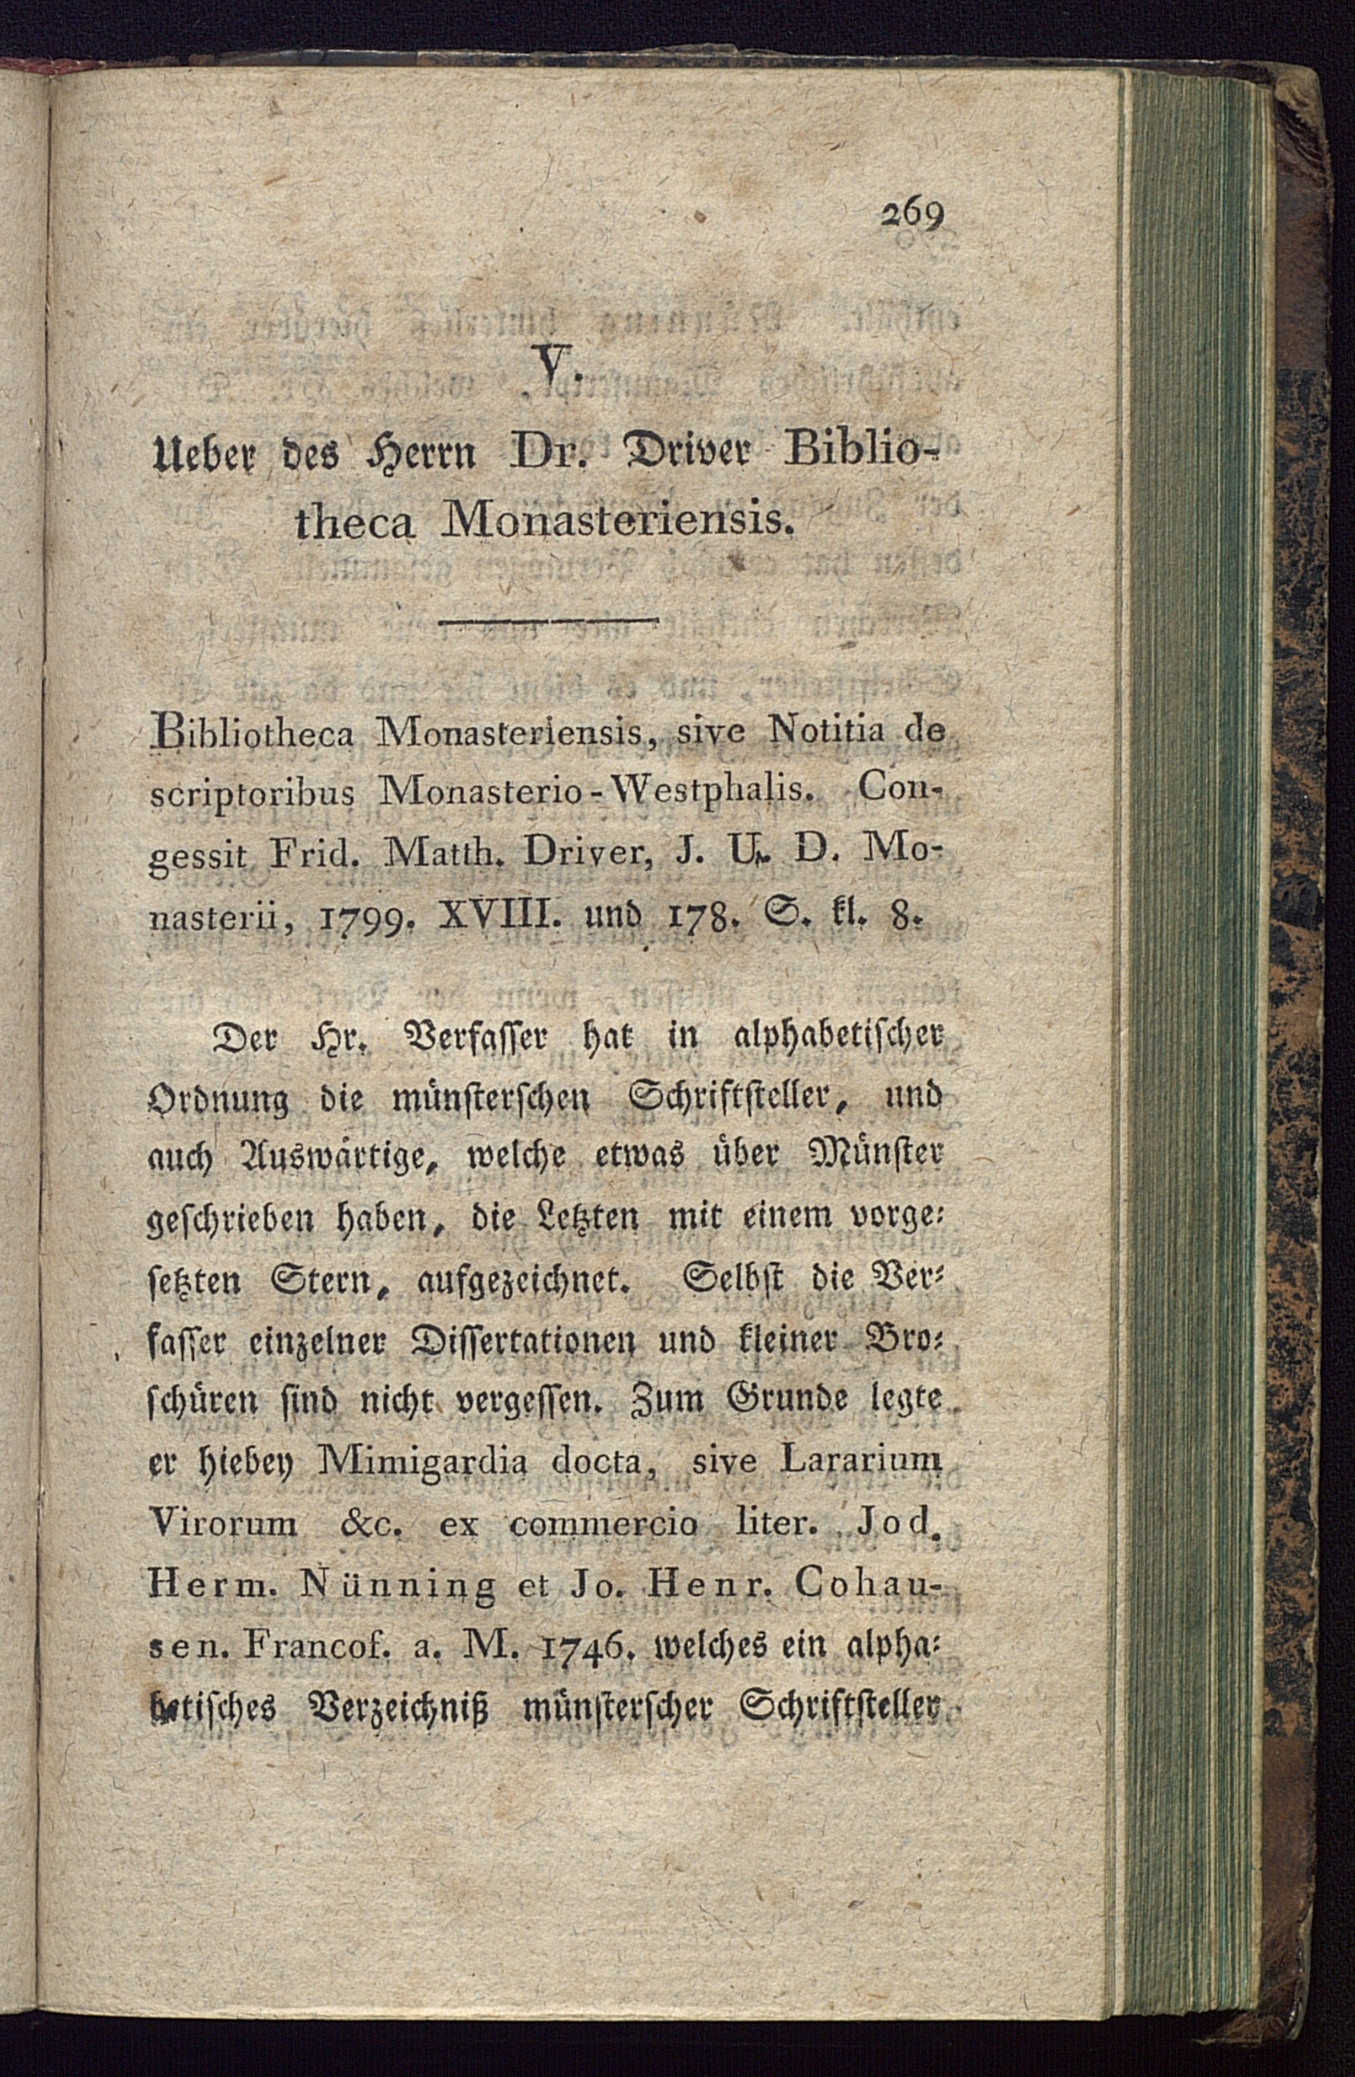 269
V.
Ueber des Herrn Dr. Driver Biblio-
theca Monasteriensis.
Bibliotheca Monasteriensis, sive Notitia de
scriptoribus Monasterio-Westphalis. Con-
gessit Frid. Matth. Driver, J. U. D. Mo-
nasterii, 1799. XVIII. und 178. S. kl. 8.
Der Hr. Verfasser hat in alphabetischer
Ordnung die münsterschen Schriftsteller, und
auch Auswärtige, welche etwas über Münster
geschrieben haben, die Letzten mit einem vorge-
setzten Stern, aufgezeichnet. Selbst die Ver-
fasser einzelner Dissertationen und kleiner Bro-
schüren sind nicht vergessen. Zum Grunde legte
er hiebey Mimigardia docta, sive Lararium
Virorum &c. ex commercio liter. Jod.
Herm. Nünning et Jo. Henr. Cohau-
sen. Francof. a. M. 1746. welches ein alpha-
betisches Verzeichniß münsterscher Schriftsteller